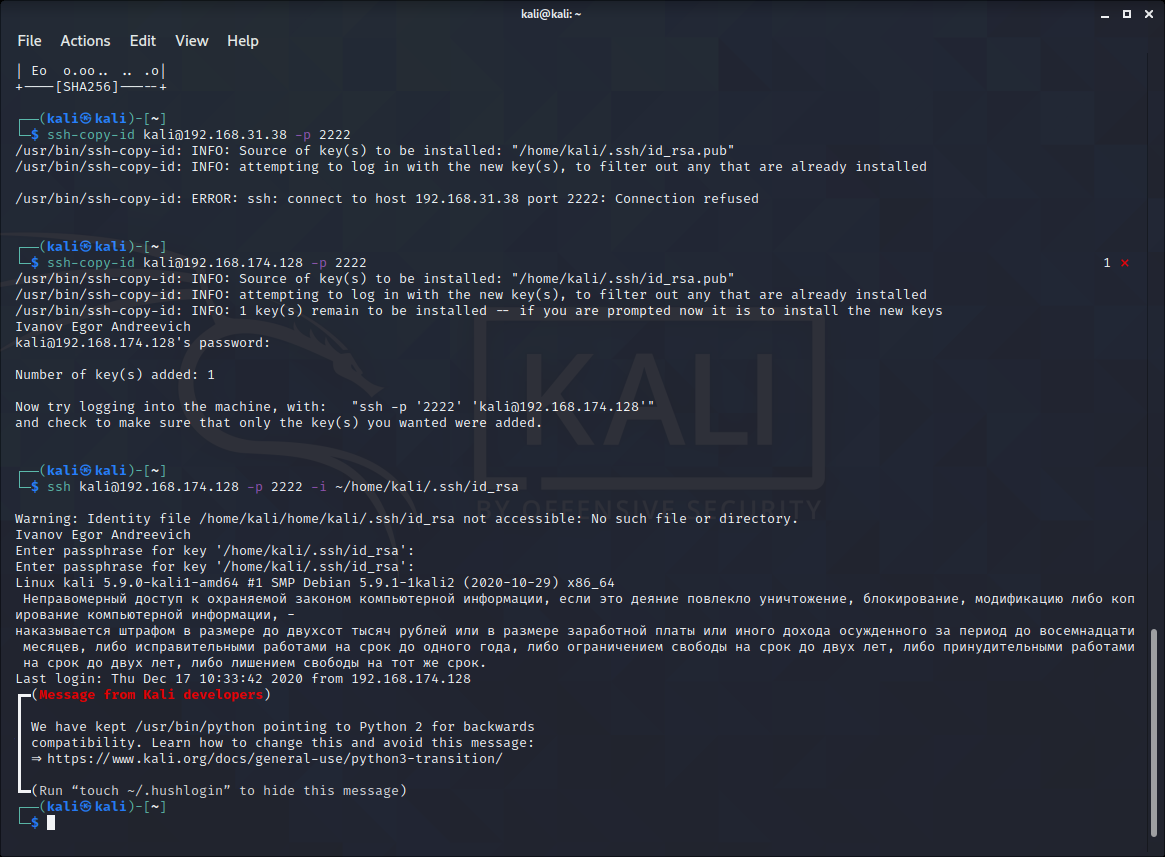 kali@kali: ~
File Actions Edit View Help
| Eo  o.oo.. .. .o|
+----[SHA256]-----+
┌──(kali㉿kali)-[~]
└─$ ssh-copy-id kali@192.168.31.38 -p 2222
/usr/bin/ssh-copy-id: INFO: Source of key(s) to be installed: "/home/kali/.ssh/id_rsa.pub"
/usr/bin/ssh-copy-id: INFO: attempting to log in with the new key(s), to filter out any that are already installed
/usr/bin/ssh-copy-id: ERROR: ssh: connect to host 192.168.31.38 port 2222: Connection refused
┌──(kali㉿kali)-[~]
└─$ ssh-copy-id kali@192.168.174.128 -p 2222 1 ⨯
/usr/bin/ssh-copy-id: INFO: Source of key(s) to be installed: "/home/kali/.ssh/id_rsa.pub"
/usr/bin/ssh-copy-id: INFO: attempting to log in with the new key(s), to filter out any that are already installed
/usr/bin/ssh-copy-id: INFO: 1 key(s) remain to be installed -- if you are prompted now it is to install the new keys
Ivanov Egor Andreevich
kali@192.168.174.128's password:
Number of key(s) added: 1
Now try logging into the machine, with:   "ssh -p '2222' 'kali@192.168.174.128'"
and check to make sure that only the key(s) you wanted were added.
┌──(kali㉿kali)-[~]
└─$ ssh kali@192.168.174.128 -p 2222 -i ~/home/kali/.ssh/id_rsa
Warning: Identity file /home/kali/home/kali/.ssh/id_rsa not accessible: No such file or directory.
Ivanov Egor Andreevich
Enter passphrase for key '/home/kali/.ssh/id_rsa':
Enter passphrase for key '/home/kali/.ssh/id_rsa':
Linux kali 5.9.0-kali1-amd64 #1 SMP Debian 5.9.1-1kali2 (2020-10-29) x86_64
Неправомерный доступ к охраняемой законом компьютерной информации, если это деяние повлекло уничтожение, блокирование, модификацию либо коп
ирование компьютерной информации, -
наказывается штрафом в размере до двухсот тысяч рублей или в размере заработной платы или иного дохода осужденного за период до восемнадцати
месяцев, либо исправительными работами на срок до одного года, либо ограничением свободы на срок до двух лет, либо принудительными работами
на срок до двух лет, либо лишением свободы на тот же срок.
Last login: Thu Dec 17 10:33:42 2020 from 192.168.174.128
┏━(Message from Kali developers)
┃ We have kept /usr/bin/python pointing to Python 2 for backwards
┃ compatibility. Learn how to change this and avoid this message:
┃ ⇒ https://www.kali.org/docs/general-use/python3-transition/
┗━(Run “touch ~/.hushlogin” to hide this message)
┌──(kali㉿kali)-[~]
└─$
KALI
BY OFFENSIVE SECURITY